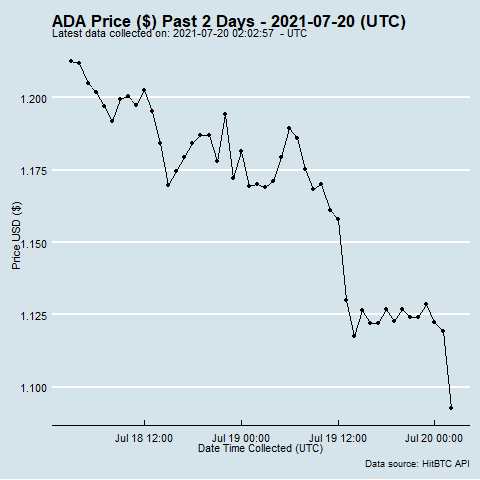 ADA Price ($) Past 2 Days - 2021-07-20 (UTC)
Latest data collected on: 2021-07-20 02:02:57 - UTC
1.200
1.175
1.150
1.125
1.100
Price USD ($)
Jul 18 12:00
Jul 19 00:00
Jul 19 12:00
Jul 20 00:00
Date Time Collected (UTC)
Data source: HitBTC API